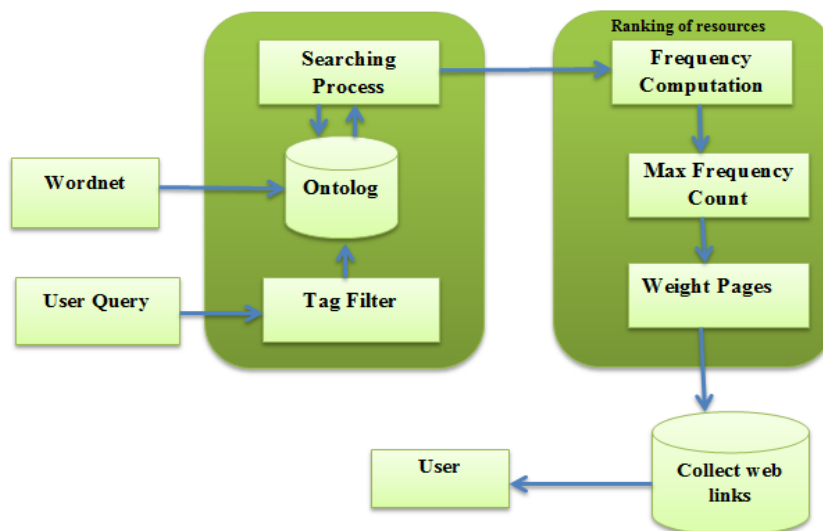 Ranking of resources
Searching
Process
Frequency
Computation
Wordnet
Ontolog
Max Frequency
Count
User Query
Tag Filter
Weight Pages
User
Collect web
links